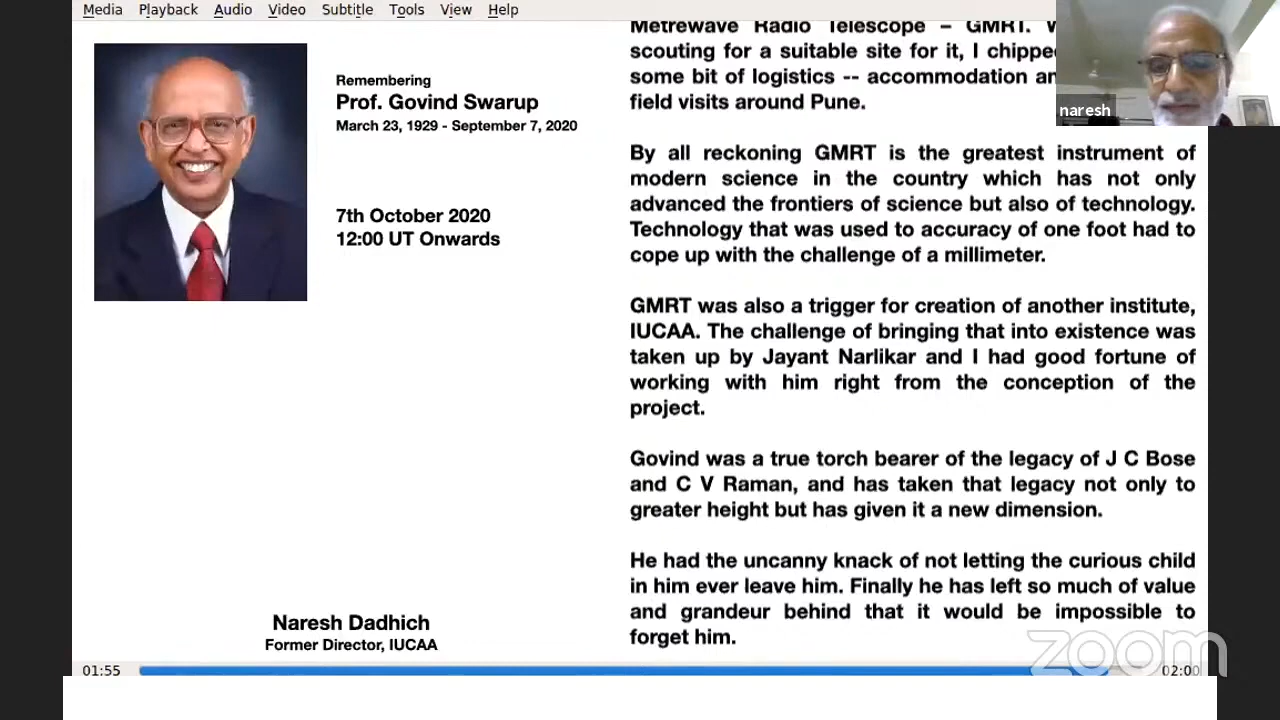 Media Playback Audio Video Subtitle Tools View Help
Remembering
Prof. Govind Swarup
March 23, 1929 - September 7, 2020
7th October 2020
12:00 UT Onwards
Naresh Dadhich
Former Director, IUCAA
Metrewave Radio Telescope – GMRT.
scouting for a suitable site for it, I chipped
some bit of logistics -- accommodation
field visits around Pune.
naresh
By all reckoning GMRT is the greatest instrument of
modern science in the country which has not only
advanced the frontiers of science but also of technology.
Technology that was used to accuracy of one foot had to
cope up with the challenge of a millimeter.
GMRT was also a trigger for creation of another institute,
IUCAA. The challenge of bringing that into existence was
taken up by Jayant Narlikar and I had good fortune of
working with him right from the conception of the
project.
Govind was a true torch bearer of the legacy of J C Bose
and C V Raman, and has taken that legacy not only to
greater height but has given it a new dimension.
He had the uncanny knack of not letting the curious child
in him ever leave him. Finally he has left so much of value
and grandeur behind that it would be impossible to
forget him.
zoom
01:55
02:00